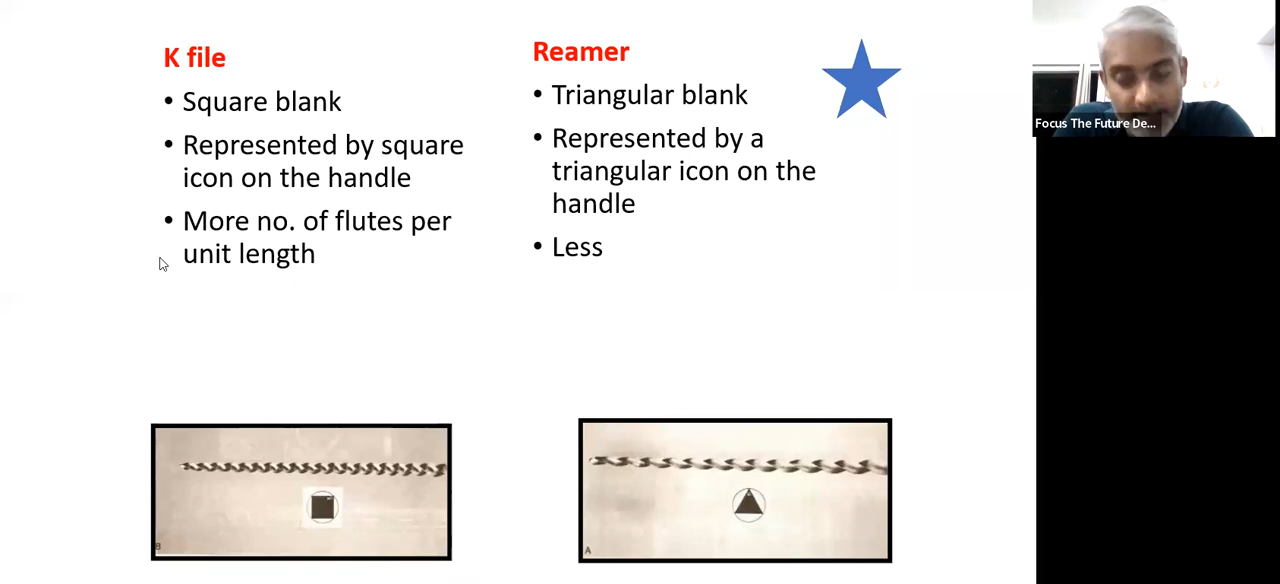 K file
• Square blank
• Represented by square
icon on the handle
• More no. of flutes per
unit length
Reamer
• Triangular blank
• Represented by a
triangular icon on the
handle
• Less
Focus The Future De...
B
A